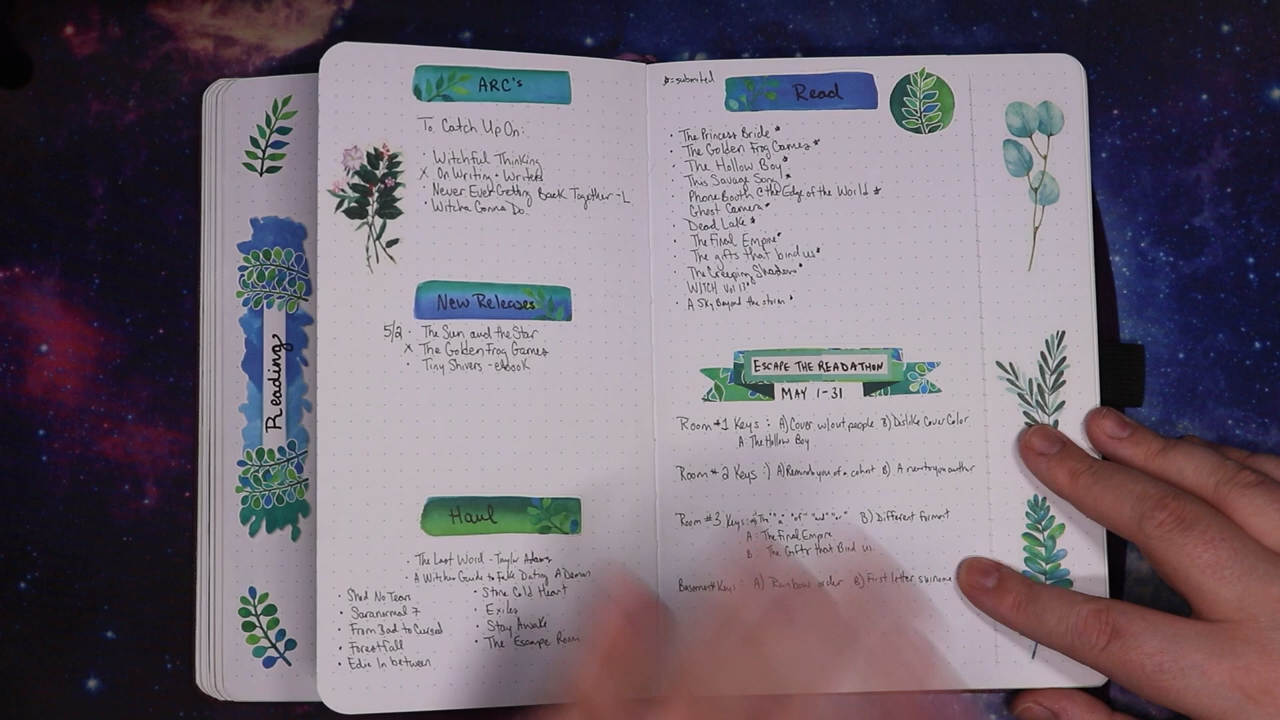 Reading
ARC's
To Catch Up On:
· Witchful Thinking
X On Writing + Writers
· Never Ever Getting Back Together - L
· Witcha Gonna Do.
New Releases
5/2 · The Sun and the Star
X The Golden Frog Games
· Tiny Shivers - ebook
Haul
· The Last Word - Taylor Adams
· A Witches Guide to Fake Dating A Demon
· Shed No Tears
· Saranormal 7
· From Bad to Cursed
· Forestfall
· Edie In between
· Stone Cold Heart
· Exiles
· Stay Awake
· The Escape Room
= submitted
Read
· The Princess Bride *
· The Golden Frog Games *
· The Hollow Boy *
· This Savage Song *
· Phone Booth @ the Edge of the World *
· Ghost Camera *
· Dead Lake *
· The Final Empire *
· The gifts that bind us *
· The Creeping Shadow *
· WITCH Vol
· A Sky Beyond the storm *
ESCAPE THE READATHON
MAY 1-31
Room #1 Keys : A) Cover w/out people B) Dislike Cover Color
A: The Hollow Boy
Room #2 Keys : A) Reminds you of a B) A new to you author
Room #3 Keys: "The" "a" "of" "and" "or" B) Different format
A: The Final Empire
B: The Gifts that Bind us.
Basement Keys: A) Rainbow order B) First letter surname